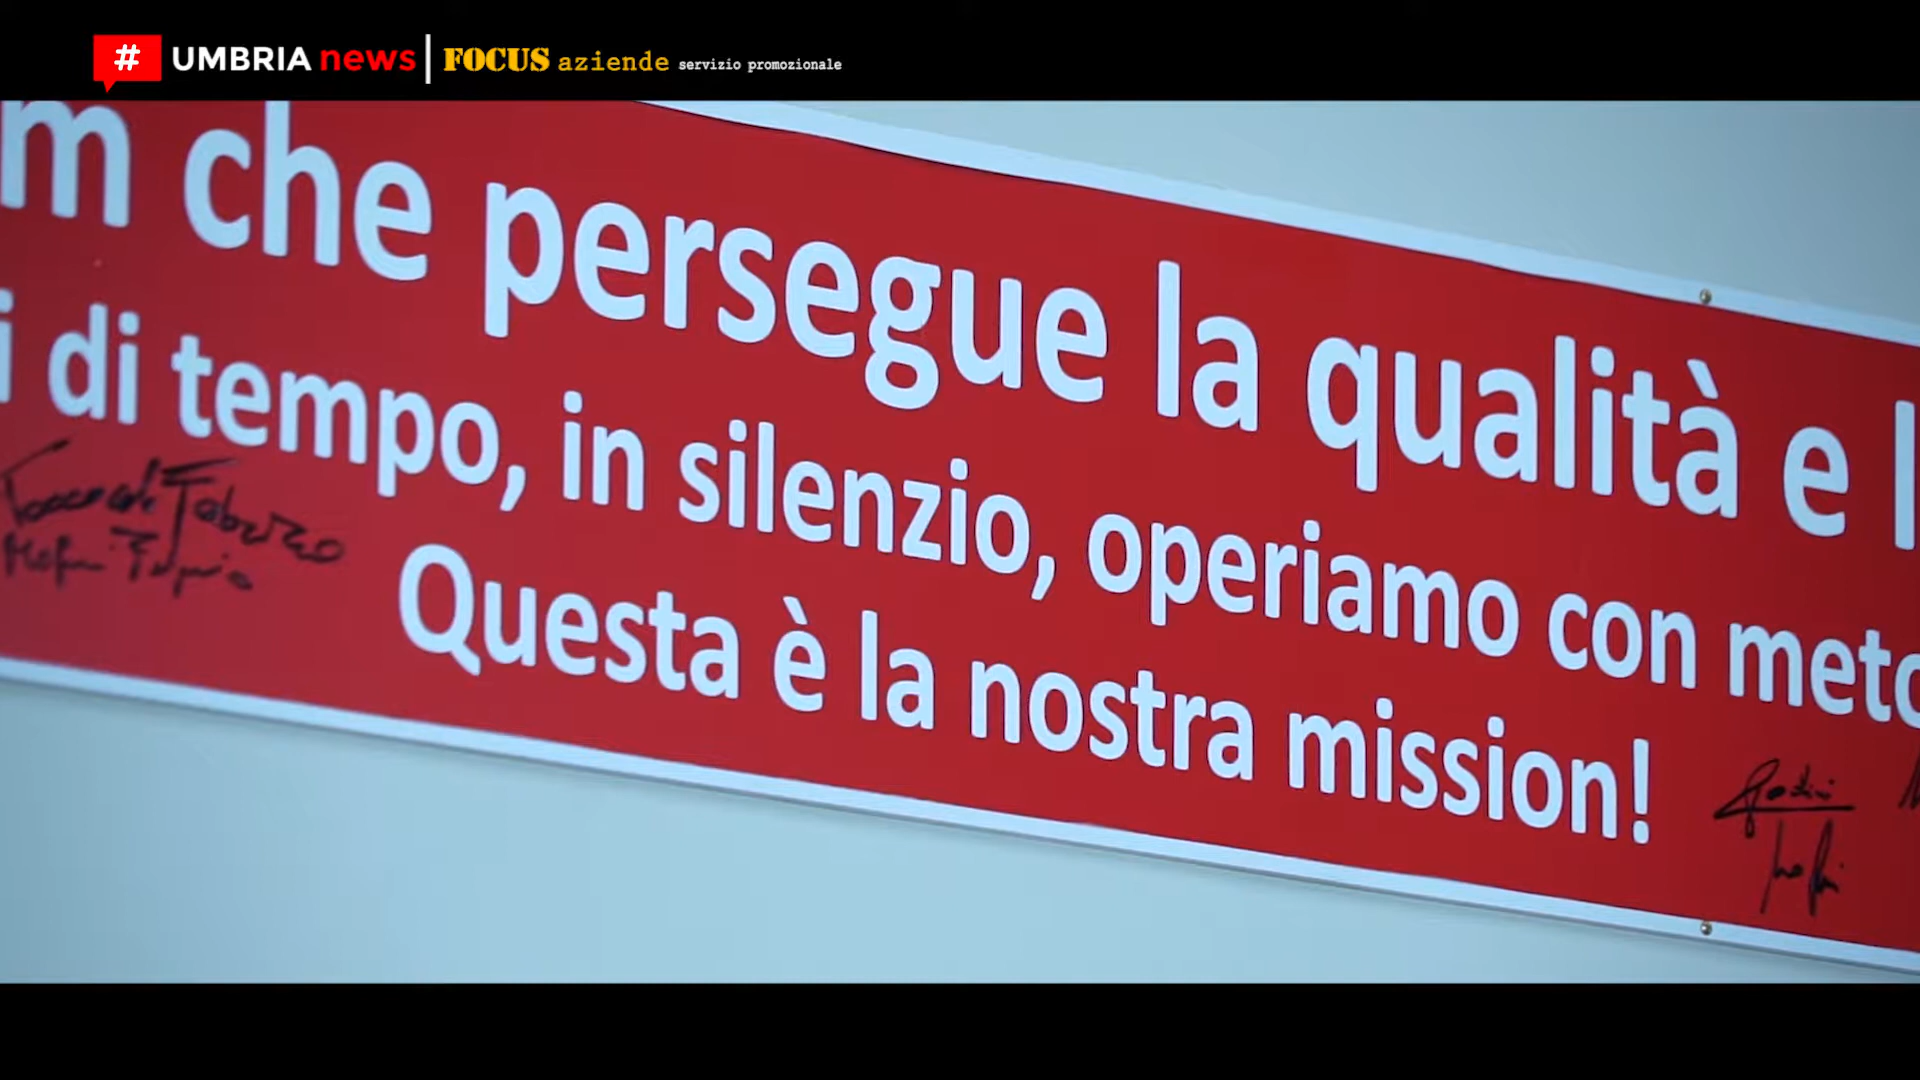 # UMBRIA news FOCUS aziende servizio promozionale
m che persegue la qualità e l
i di tempo, in silenzio, operiamo con meto
Questa è la nostra mission!